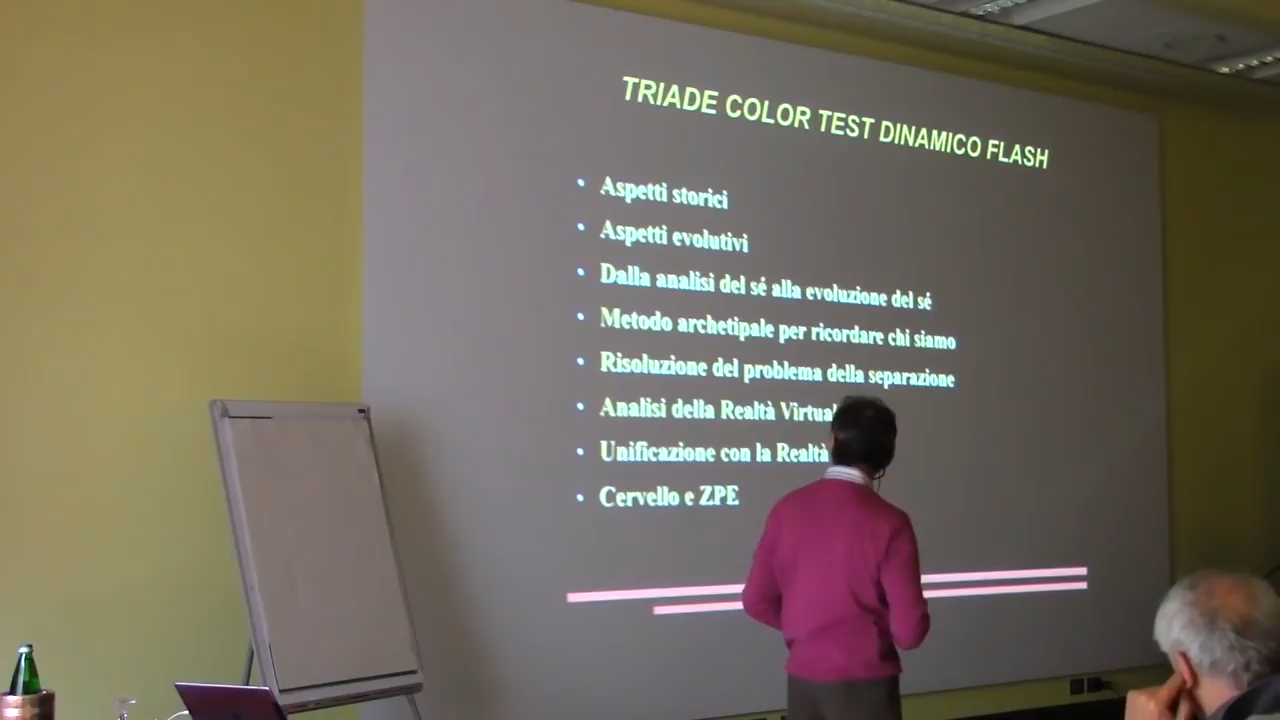 TRIADE COLOR TEST DINAMICO FLASH
• Aspetti storici
• Aspetti evolutivi
• Dalla analisi del sé alla evoluzione del sé
• Metodo archetipale per ricordare chi siamo
• Risoluzione del problema della separazione
• Analisi della Realtà
• Unificazione con la Realtà
• Cervello e ZPE